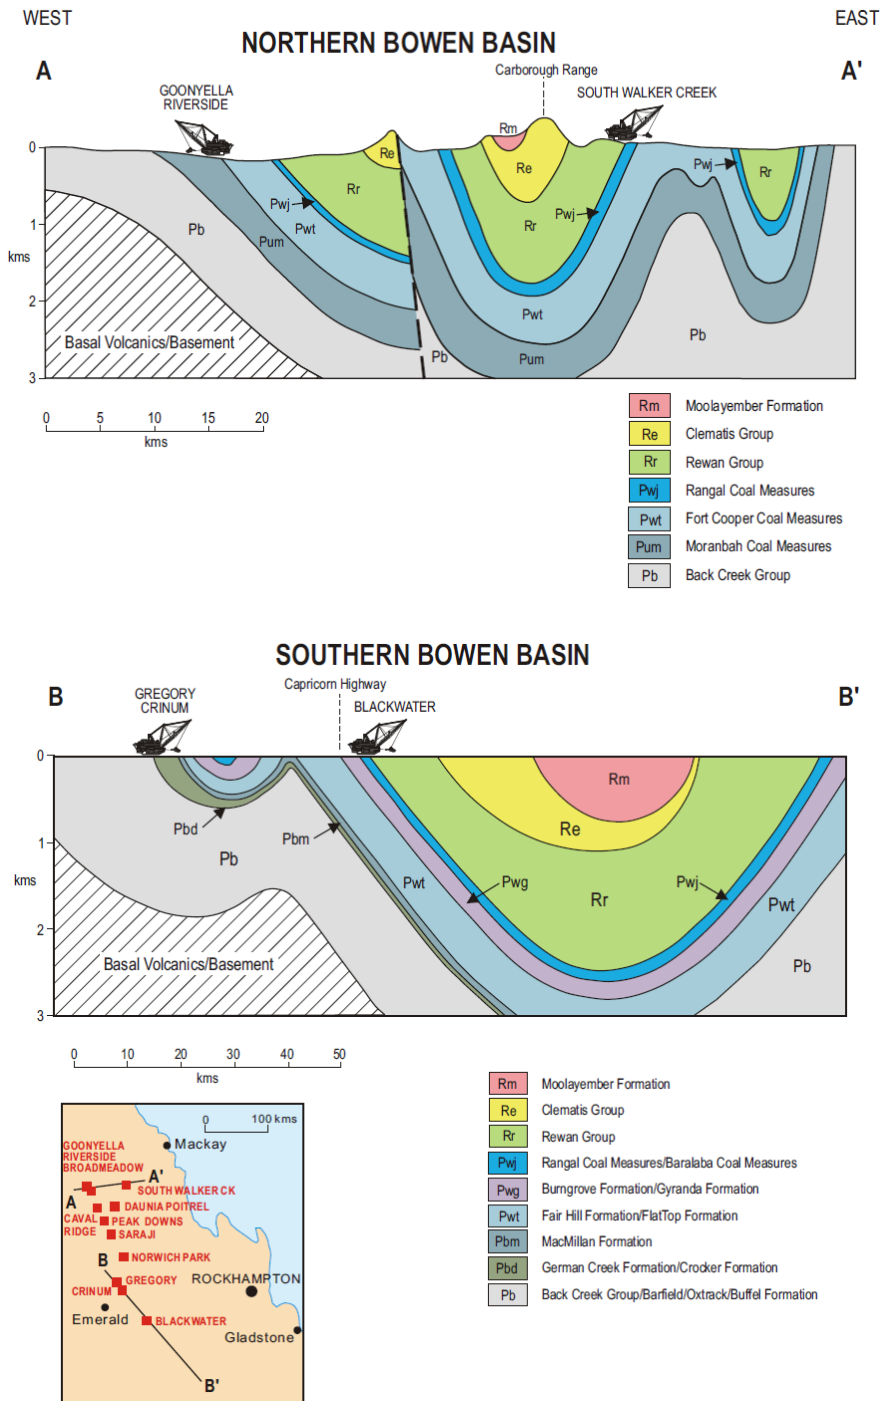 WEST
EAST
NORTHERN BOWEN BASIN
A
A'
Carborough Range
GOONYELLA
RIVERSIDE
SOUTH WALKER CREEK
Rm
0
Re
Re
Pwj
Rr
Rr
Pwj
Pwj
Rr
1
Pb
Pwt
Pum
kms
2
Pwt
Basal Volcanics/Basement
Pb
Pb
Pum
3
0 5 10 15 20
kms
Rm Moolayember Formation
Re Clematis Group
Rr Rewan Group
Pwj Rangal Coal Measures
Pwt Fort Cooper Coal Measures
Pum Moranbah Coal Measures
Pb Back Creek Group
SOUTHERN BOWEN BASIN
B
B'
Capricorn Highway
GREGORY
CRINUM
BLACKWATER
0
Rm
Pbd
Re
1
Pbm
Pb
kms
Pwt
Pwg
Pwj
Rr
Pwt
2
Basal Volcanics/Basement
Pb
3
0 10 20 30 40 50
kms
Rm Moolayember Formation
Re Clematis Group
Rr Rewan Group
Pwj Rangal Coal Measures/Baralaba Coal Measures
Pwg Burngrove Formation/Gyranda Formation
Pwt Fair Hill Formation/FlatTop Formation
Pbm MacMillan Formation
Pbd German Creek Formation/Crocker Formation
Pb Back Creek Group/Barfield/Oxtrack/Buffel Formation
0 100 kms
Mackay
GOONYELLA
RIVERSIDE
BROADMEADOW
A'
A
SOUTH WALKER CK
DAUNIA POITREL
CAVAL
RIDGE
PEAK DOWNS
SARAJI
NORWICH PARK
B
GREGORY
CRINUM
ROCKHAMPTON
Emerald
BLACKWATER
Gladstone
B'